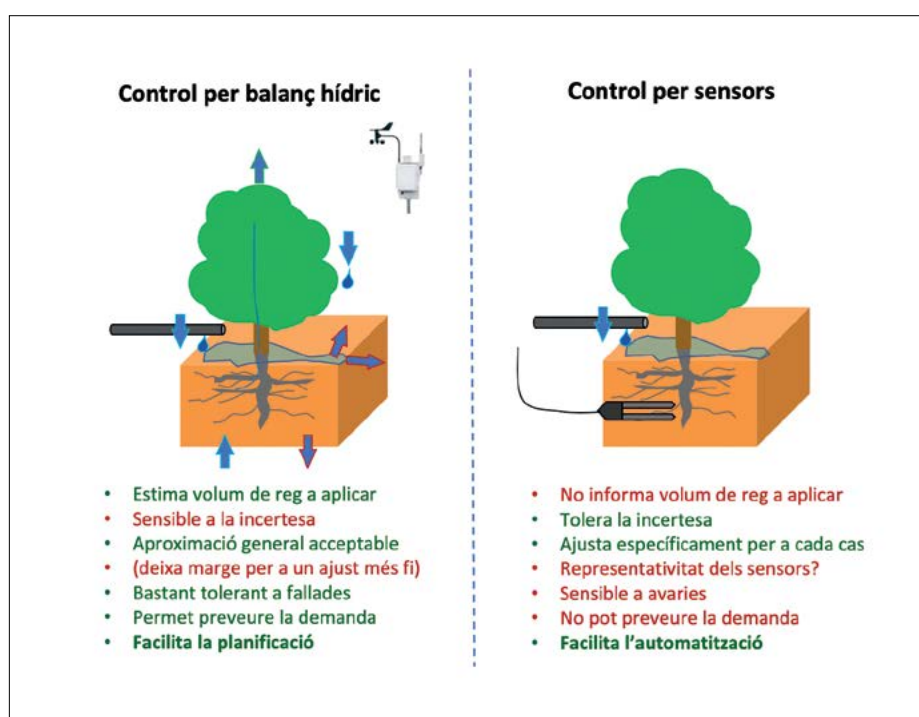 Control per balanç hídric
• Estima volum de reg a aplicar
• Sensible a la incertesa
• Aproximació general acceptable
• (deixa marge per a un ajust més fi)
• Bastant tolerant a fallades
• Permet preveure la demanda
• Facilita la planificació
Control per sensors
• No informa volum de reg a aplicar
• Tolera la incertesa
• Ajusta específicament per a cada cas
• Representativitat dels sensors?
• Sensible a avaries
• No pot preveure la demanda
• Facilita l'automatització